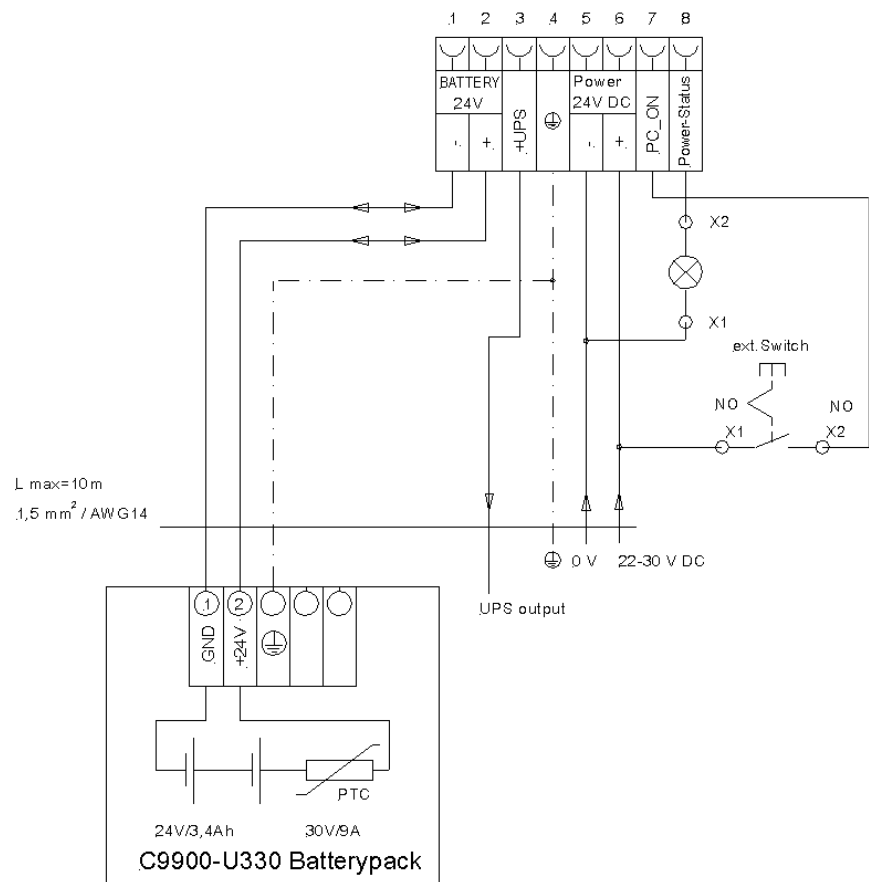 1 2 3 4 5 6 7 8
BATTERY
24V
- +
+UPS
Power
24V DC
- +
PC_ON
Power-Status
X2
X1
ext.Switch
NO NO
X1 X2
L max=10m
1,5 mm² / AWG14
0 V 22-30 V DC
UPS output
1 2
GND
+24V
PTC
24V/3,4Ah 30V/9A
C9900-U330 Batterypack